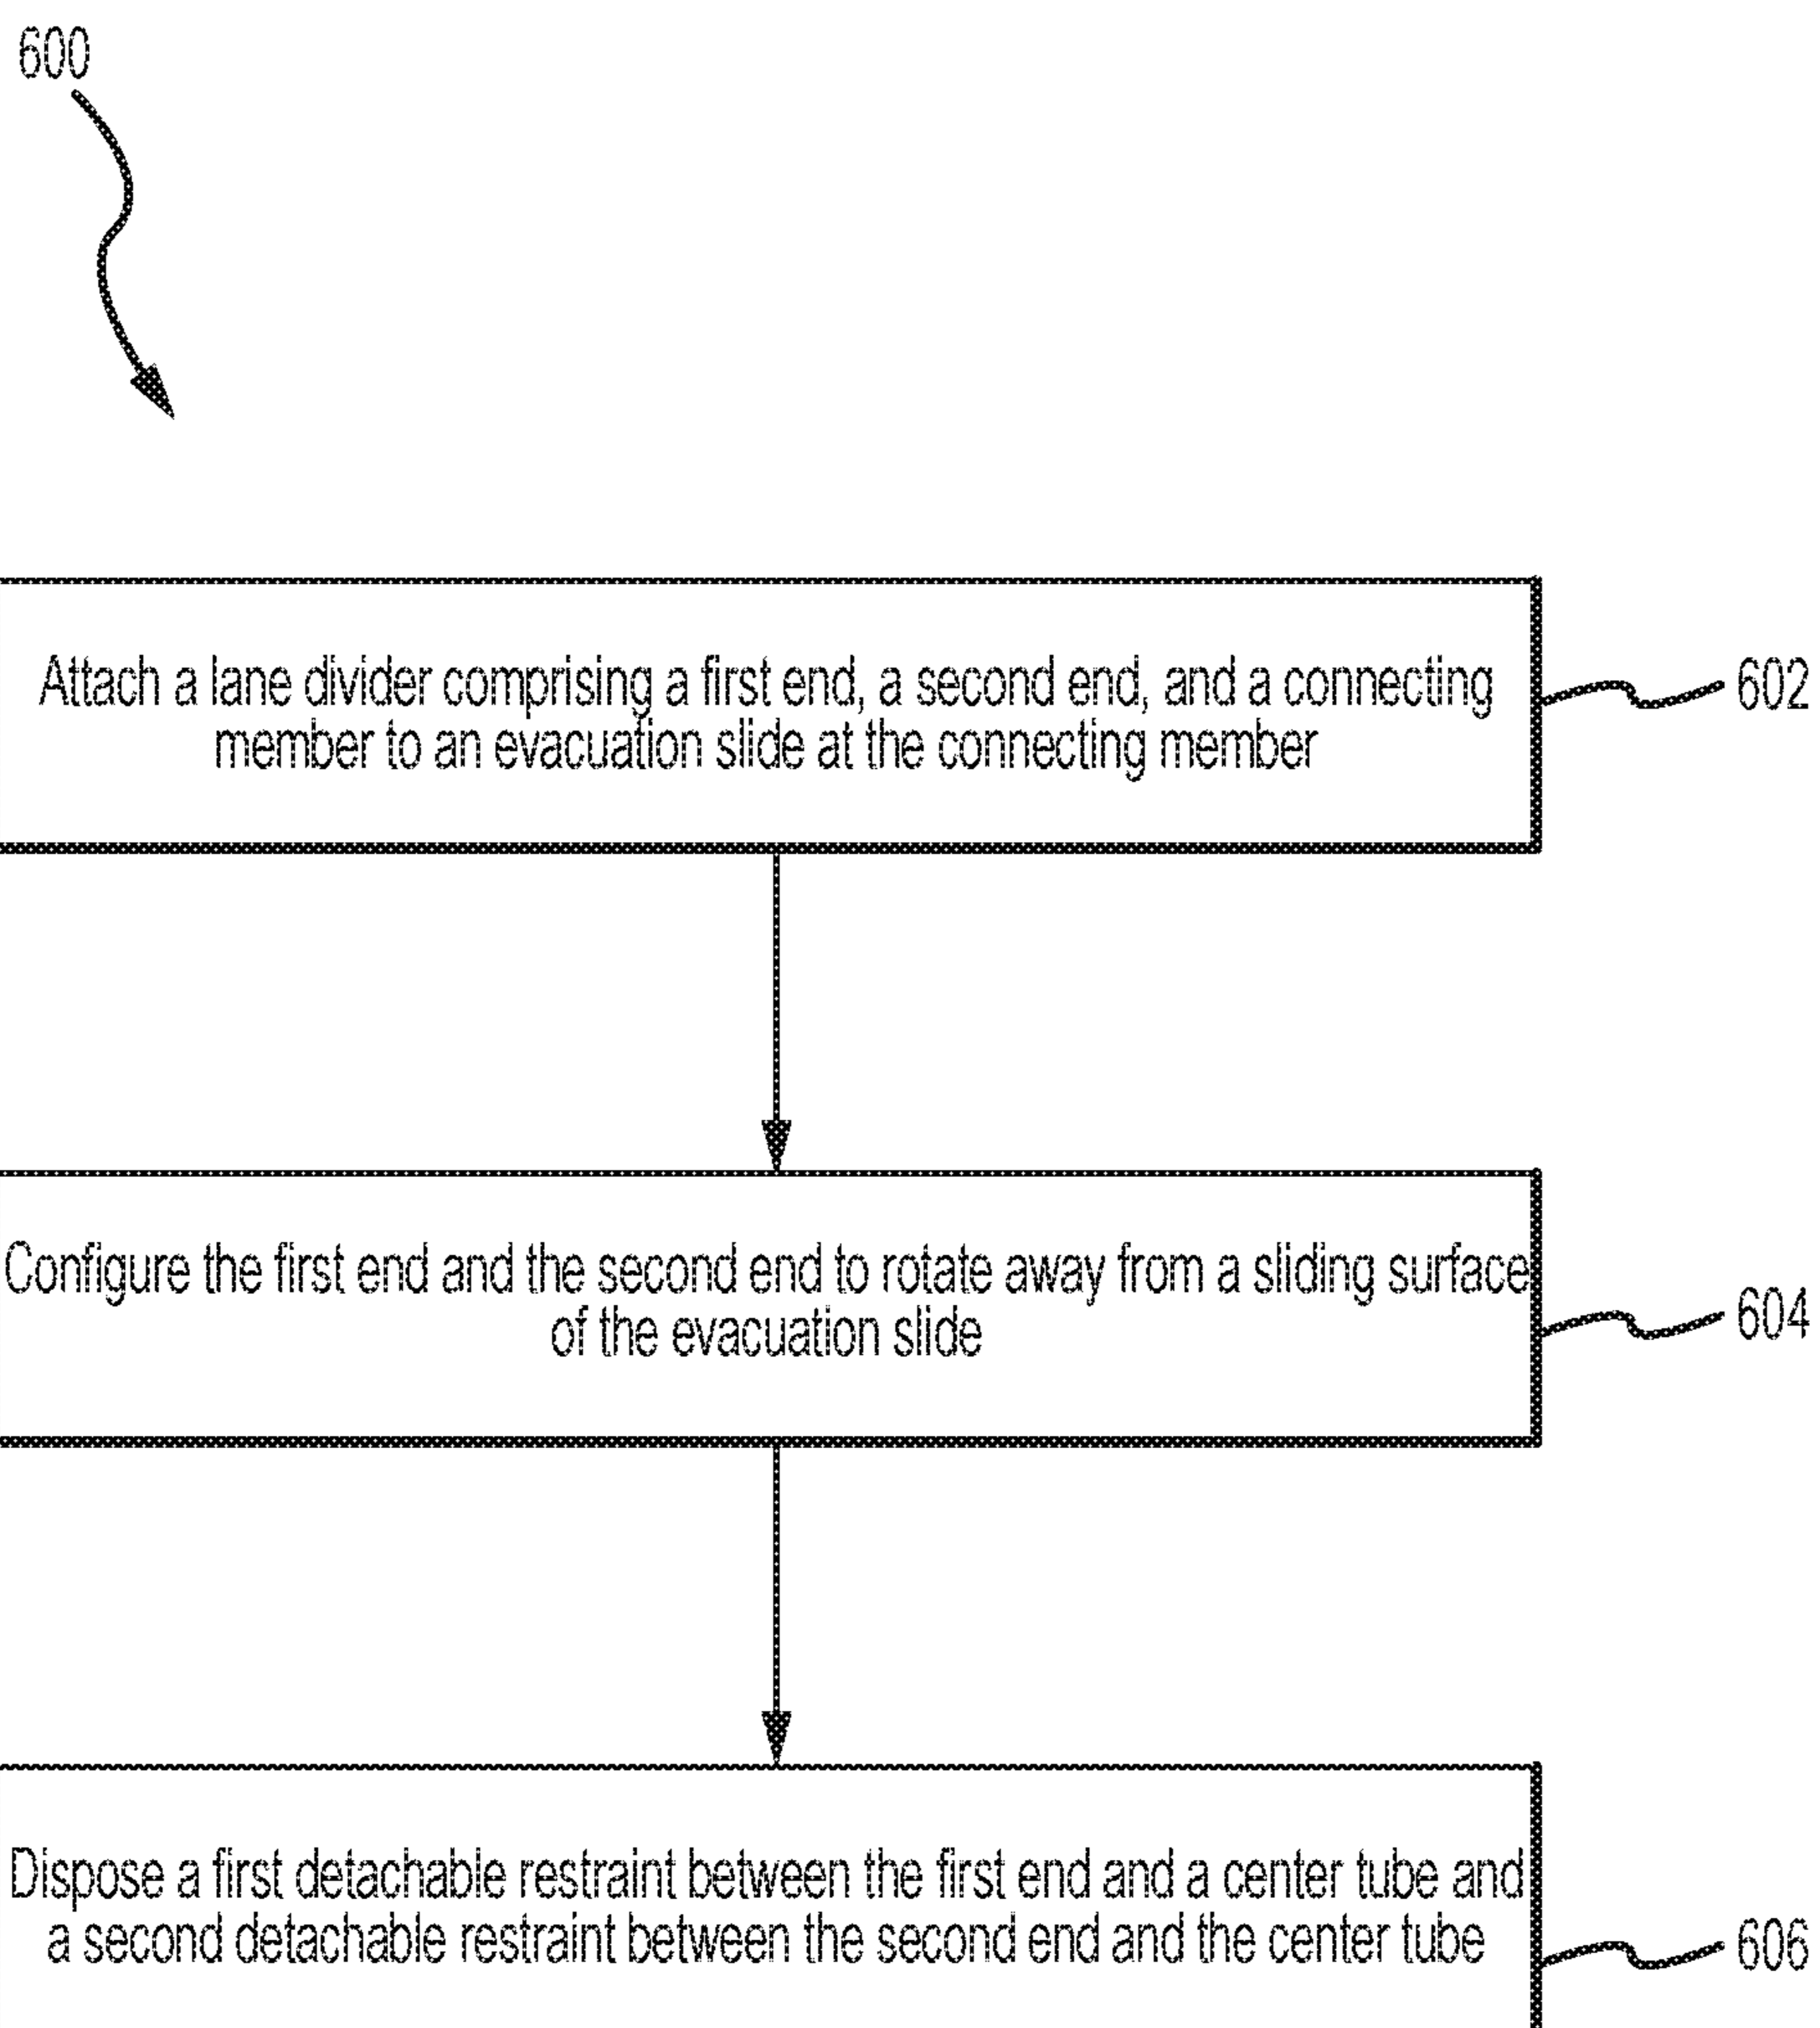 600
Attach a lane divider comprising a first end, a second end, and a connecting
member to an evacuation slide at the connecting member
602
Configure the first end and the second end to rotate away from a sliding surface
of the evacuation slide
604
Dispose a first detachable restraint between the first end and a center tube and
a second detachable restraint between the second end and the center tube
606